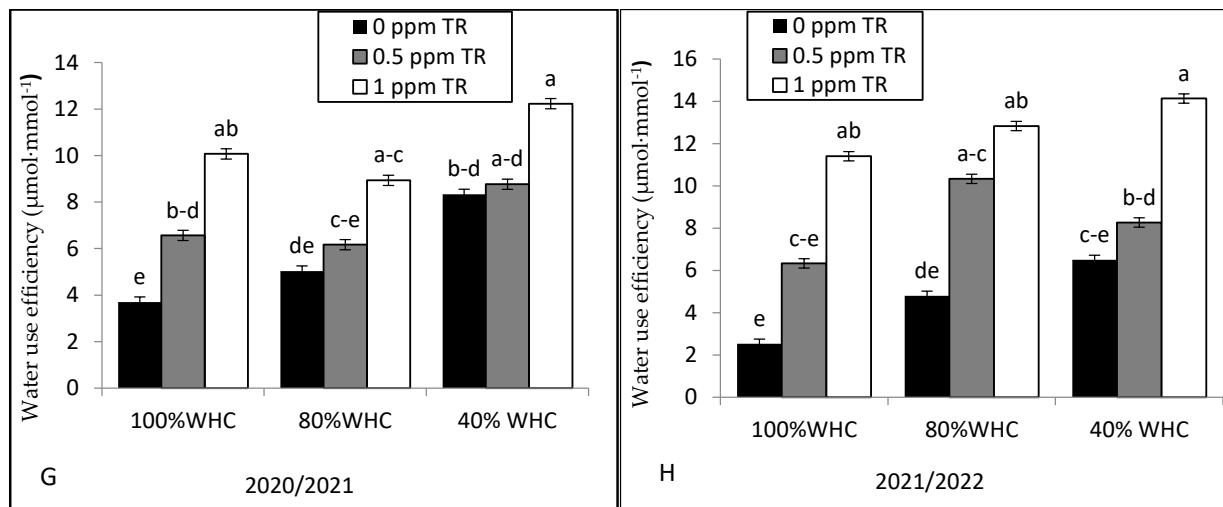 0 ppm TR
0.5 ppm TR
1 ppm TR
Water use efficiency (µmol·mmol⁻¹)
14
12
10
8
6
4
2
0
e
b-d
ab
de
c-e
a-c
b-d
a-d
a
100%WHC
80%WHC
40% WHC
G
2020/2021
0 ppm TR
0.5 ppm TR
1 ppm TR
Water use efficiency (µmol·mmol⁻¹)
16
14
12
10
8
6
4
2
0
e
c-e
ab
de
a-c
ab
c-e
b-d
a
100%WHC
80%WHC
40% WHC
H
2021/2022